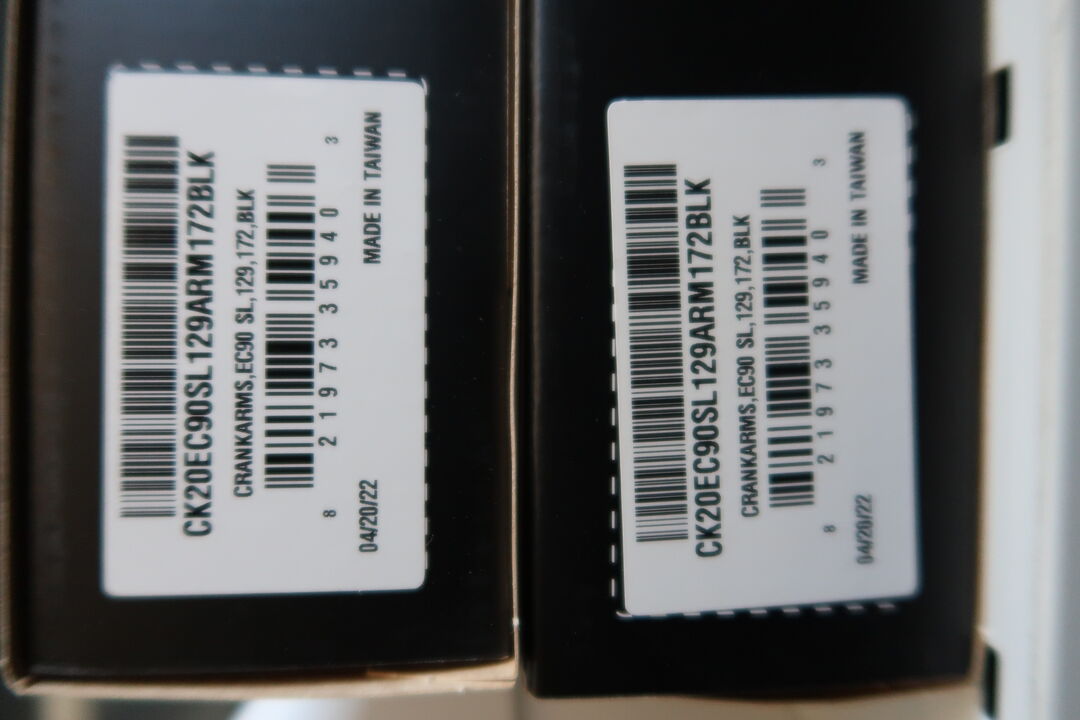 CK20EC90SL129ARM172BLK
CRANKARMS,EC90 SL,129,172,BLK
8 21973 35940 3
04/20/22 MADE IN TAIWAN
CK20EC90SL129ARM172BLK
CRANKARMS,EC90 SL,129,172,BLK
8 21973 35940 3
04/20/22 MADE IN TAIWAN